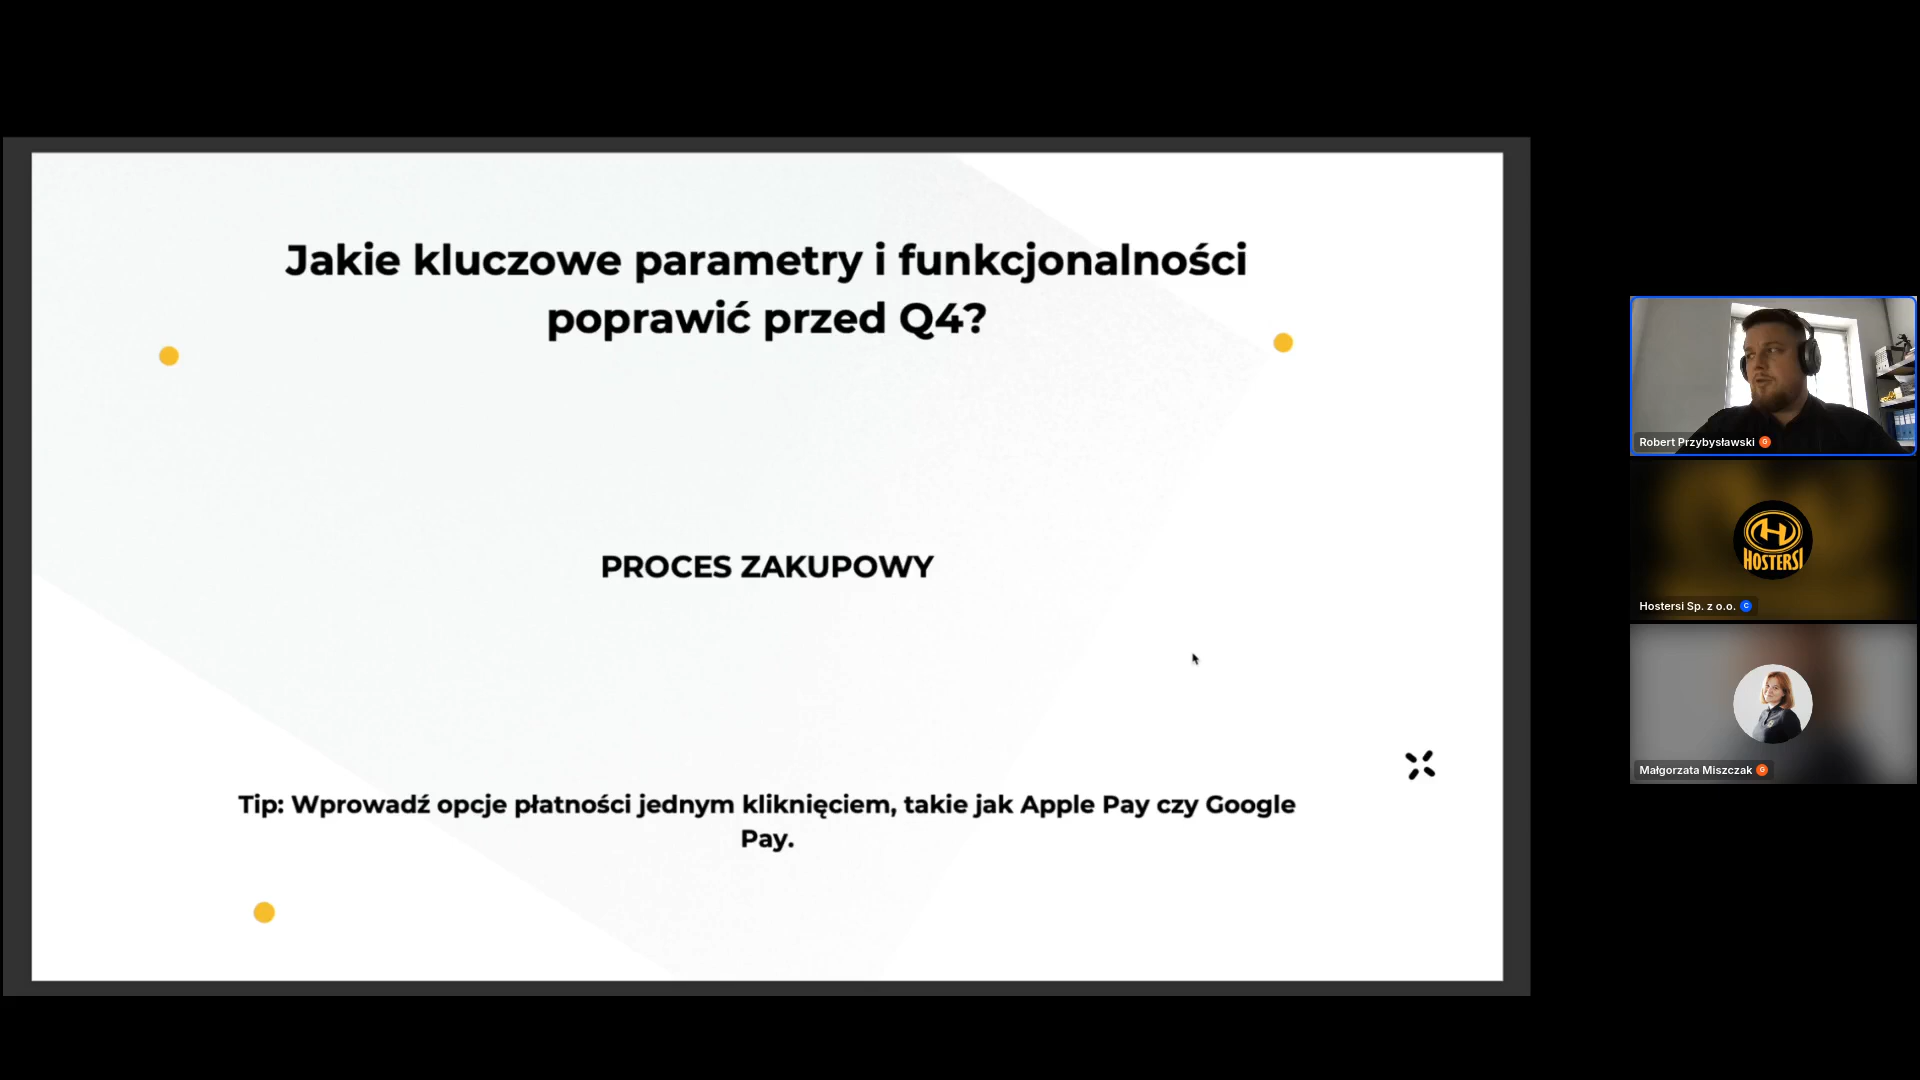 Jakie kluczowe parametry i funkcjonalności
poprawić przed Q4?
PROCES ZAKUPOWY
Tip: Wprowadź opcje płatności jednym kliknięciem, takie jak Apple Pay czy Google
Pay.
Robert Przybysławski G
HOSTERSI
Hostersi Sp. z o.o. C
Małgorzata Miszczak G